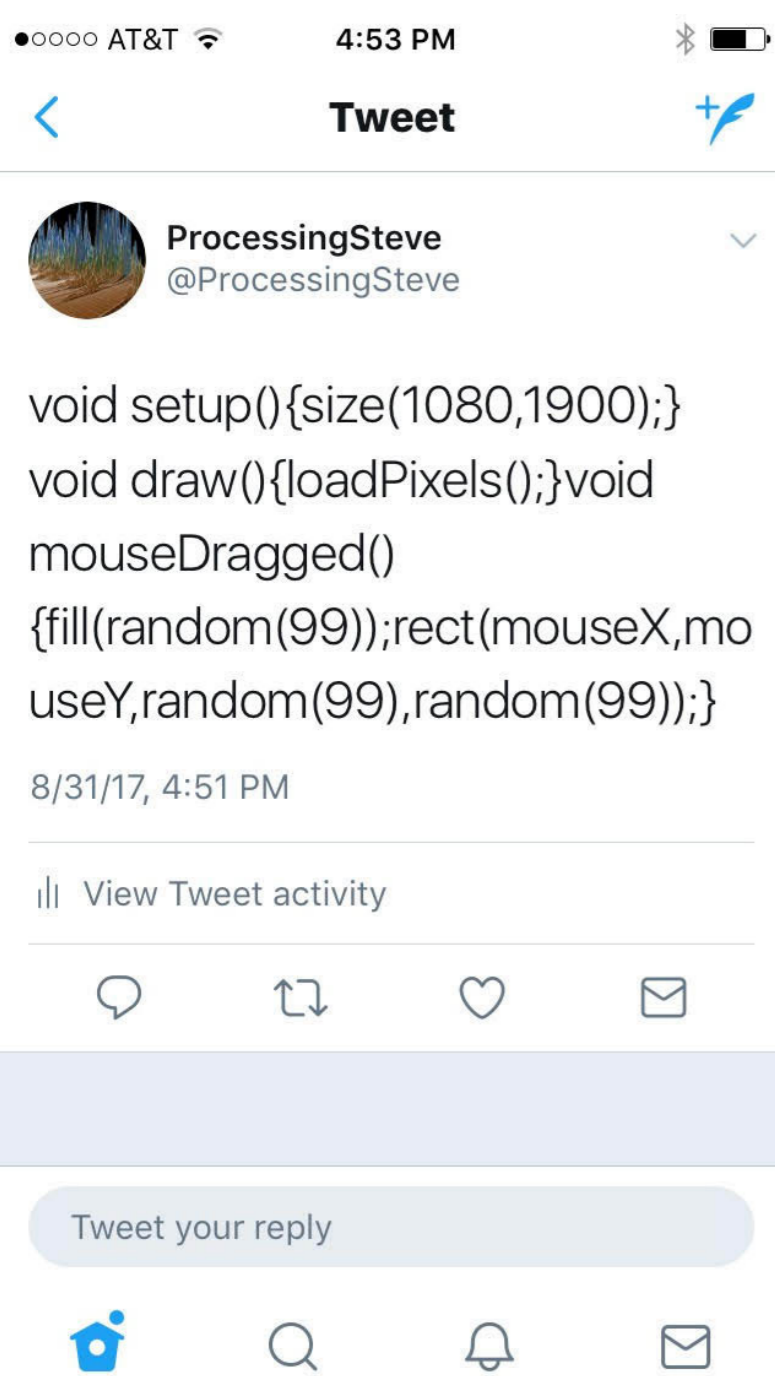 AT&T 4:53 PM
Tweet
ProcessingSteve
@ProcessingSteve
void setup(){size(1080,1900);}
void draw(){loadPixels();}void
mouseDragged()
{fill(random(99));rect(mouseX,mo
useY,random(99),random(99));}
8/31/17, 4:51 PM
View Tweet activity
Tweet your reply